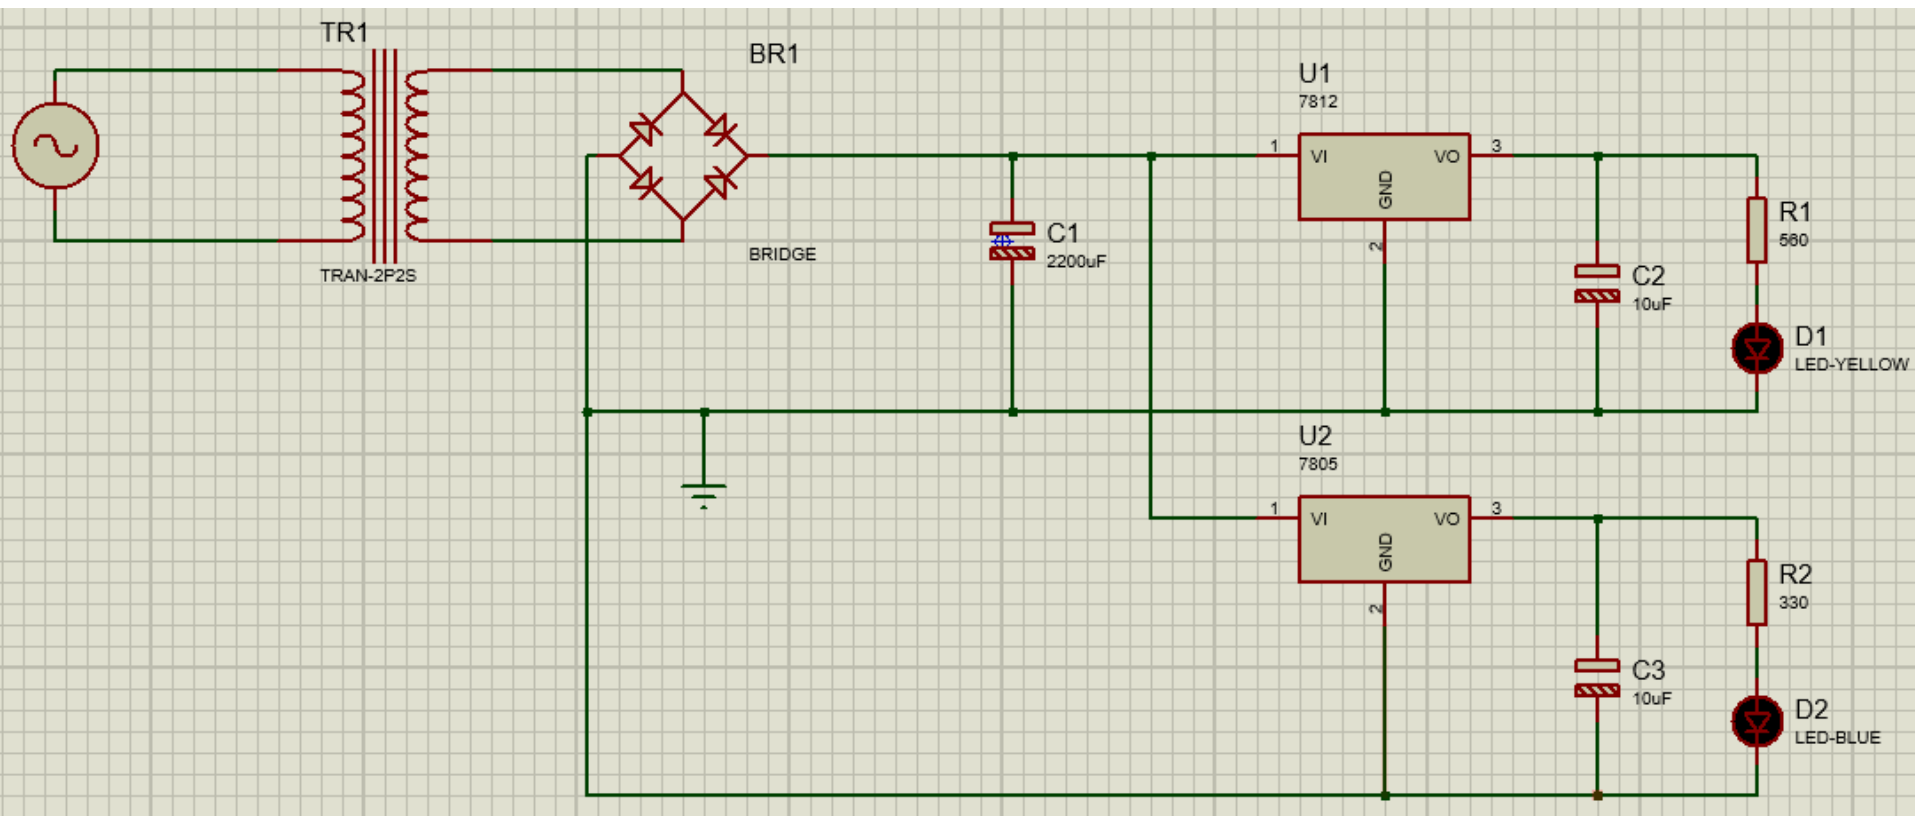 TR1
TRAN-2P2S
BR1
BRIDGE
C1
2200uF
U1
7812
1
VI
VO
3
GND
2
C2
10uF
R1
560
D1
LED-YELLOW
U2
7805
1
VI
VO
3
GND
2
C3
10uF
R2
330
D2
LED-BLUE